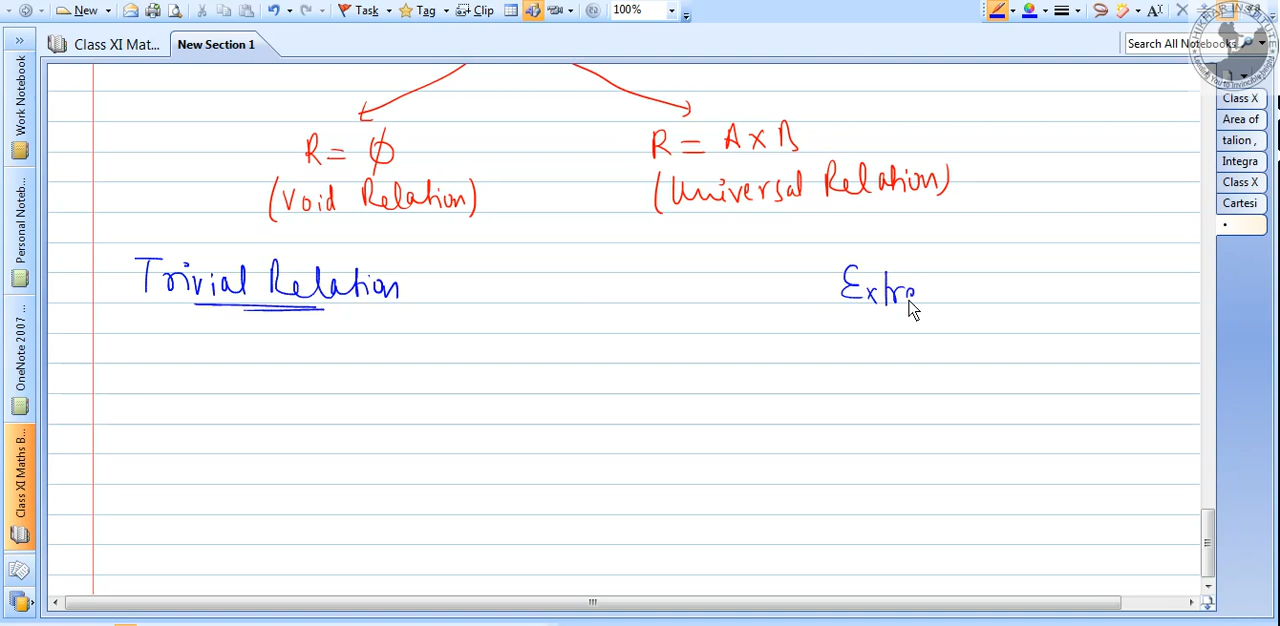 New Task Tag Clip 100%
Class XI Mat... New Section 1 Search All Notebooks
Work Notebook
Personal Noteb...
OneNote 2007 ...
Class XI Maths B...
Class X
Area of
talion ,
Integra
Class X
Cartesi
R = ϕ R = A × B
(Void Relation) (Universal Relation)
Trivial Relation Extra